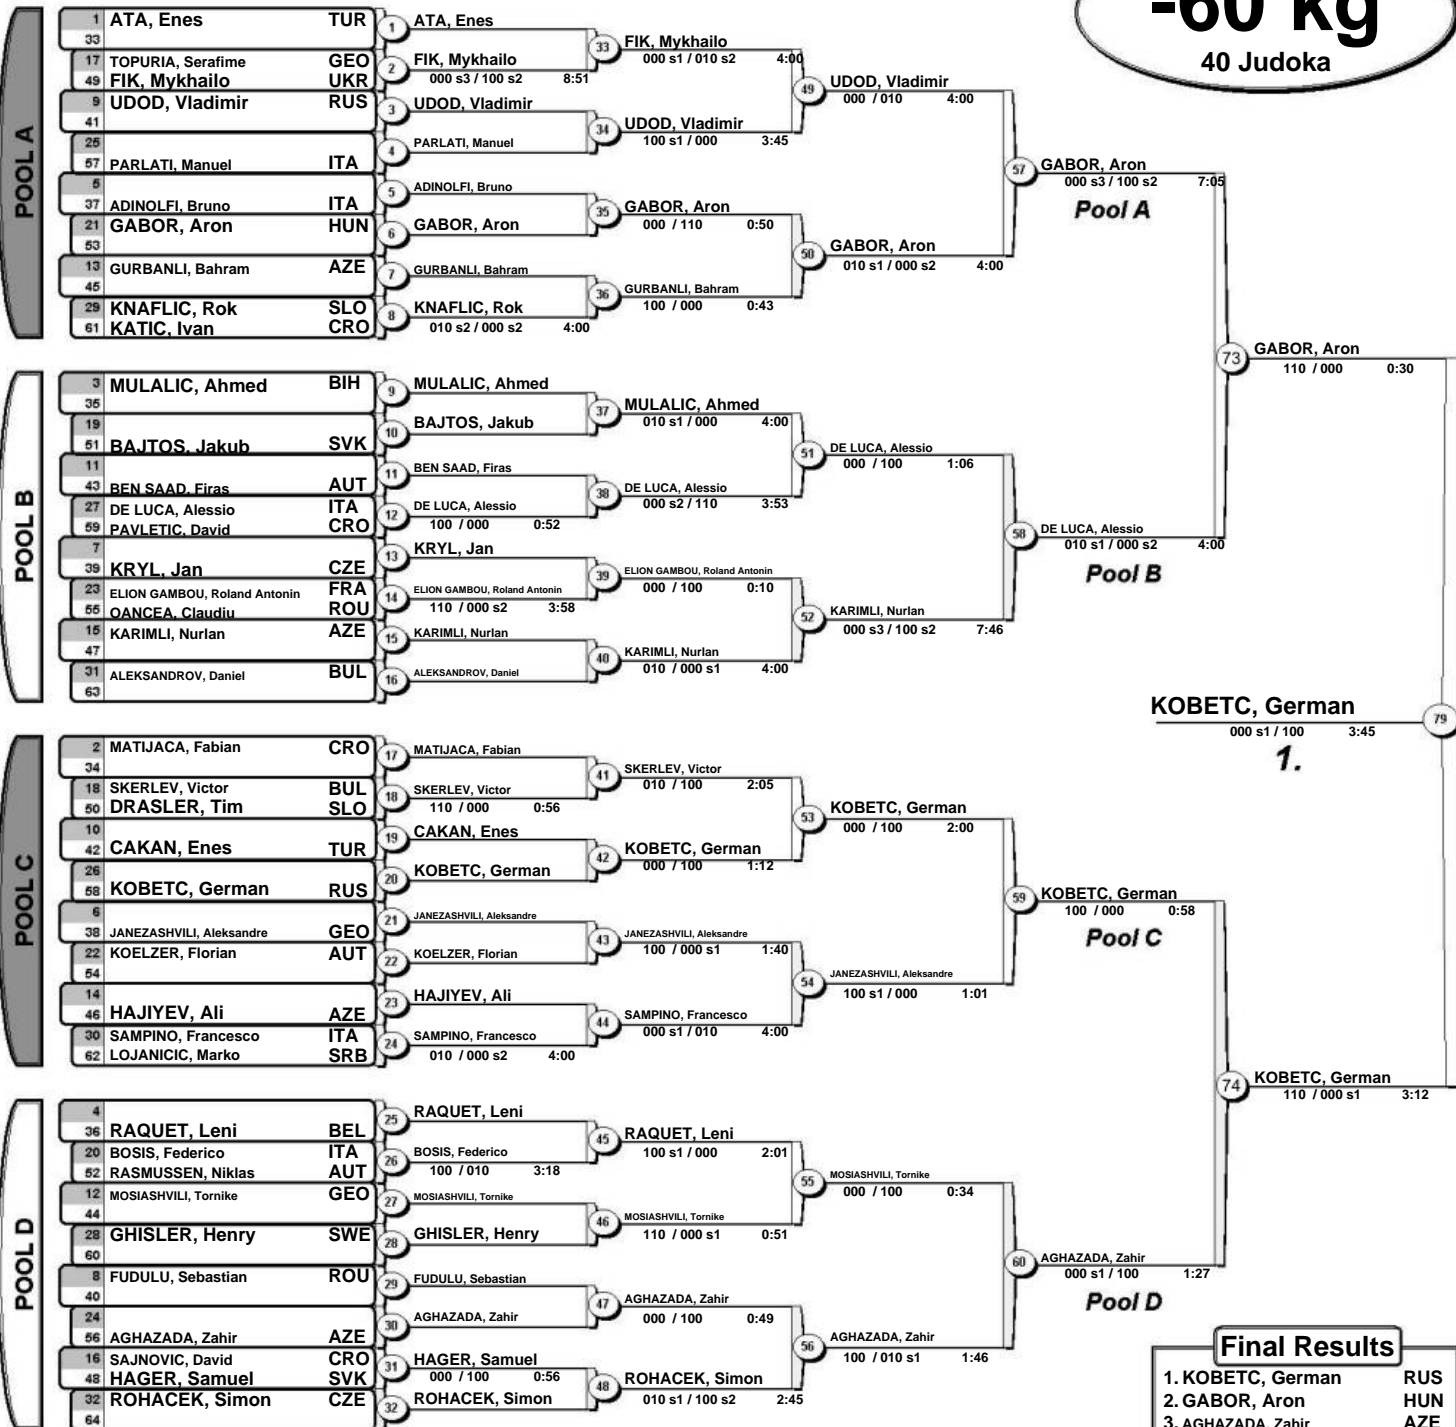 -60 kg
40 Judoka
POOL A
1 ATA, Enes TUR
33
17 TOPURIA, Serafime GEO
49 FIK, Mykhailo UKR
9 UDOD, Vladimir RUS
41
25
57 PARLATI, Manuel ITA
5
37 ADINOLFI, Bruno ITA
21 GABOR, Aron HUN
53
13 GURBANLI, Bahram AZE
45
29 KNAFLIC, Rok SLO
61 KATIC, Ivan CRO
1 ATA, Enes
2 FIK, Mykhailo
000 s3 / 100 s2 8:51
3 UDOD, Vladimir
4 PARLATI, Manuel
5 ADINOLFI, Bruno
6 GABOR, Aron
7 GURBANLI, Bahram
8 KNAFLIC, Rok
010 s2 / 000 s2 4:00
33 FIK, Mykhailo
000 s1 / 010 s2 4:00
34 UDOD, Vladimir
100 s1 / 000 3:45
35 GABOR, Aron
000 / 110 0:50
36 GURBANLI, Bahram
100 / 000 0:43
49 UDOD, Vladimir
000 / 010 4:00
50 GABOR, Aron
010 s1 / 000 s2 4:00
57 GABOR, Aron
000 s3 / 100 s2 7:05
Pool A
POOL B
3 MULALIC, Ahmed BIH
35
19
51 BAJTOS, Jakub SVK
11
43 BEN SAAD, Firas AUT
27 DE LUCA, Alessio ITA
59 PAVLETIC, David CRO
7
39 KRYL, Jan CZE
23 ELION GAMBOU, Roland Antonin FRA
55 OANCEA, Claudiu ROU
15 KARIMLI, Nurlan AZE
47
31 ALEKSANDROV, Daniel BUL
63
9 MULALIC, Ahmed
10 BAJTOS, Jakub
11 BEN SAAD, Firas
12 DE LUCA, Alessio
100 / 000 0:52
13 KRYL, Jan
14 ELION GAMBOU, Roland Antonin
110 / 000 s2 3:58
15 KARIMLI, Nurlan
16 ALEKSANDROV, Daniel
37 MULALIC, Ahmed
010 s1 / 000 4:00
38 DE LUCA, Alessio
000 s2 / 110 3:53
39 ELION GAMBOU, Roland Antonin
000 / 100 0:10
40 KARIMLI, Nurlan
010 / 000 s1 4:00
51 DE LUCA, Alessio
000 / 100 1:06
52 KARIMLI, Nurlan
000 s3 / 100 s2 7:46
58 DE LUCA, Alessio
010 s1 / 000 s2 4:00
Pool B
73 GABOR, Aron
110 / 000 0:30
KOBETC, German 79
000 s1 / 100 3:45
1.
POOL C
2 MATIJACA, Fabian CRO
34
18 SKERLEV, Victor BUL
50 DRASLER, Tim SLO
10
42 CAKAN, Enes TUR
26
58 KOBETC, German RUS
6
38 JANEZASHVILI, Aleksandre GEO
22 KOELZER, Florian AUT
54
14
46 HAJIYEV, Ali AZE
30 SAMPINO, Francesco ITA
62 LOJANICIC, Marko SRB
17 MATIJACA, Fabian
18 SKERLEV, Victor
110 / 000 0:56
19 CAKAN, Enes
20 KOBETC, German
21 JANEZASHVILI, Aleksandre
22 KOELZER, Florian
23 HAJIYEV, Ali
24 SAMPINO, Francesco
010 / 000 s2 4:00
41 SKERLEV, Victor
010 / 100 2:05
42 KOBETC, German
000 / 100 1:12
43 JANEZASHVILI, Aleksandre
100 / 000 s1 1:40
44 SAMPINO, Francesco
000 s1 / 010 4:00
53 KOBETC, German
000 / 100 2:00
54 JANEZASHVILI, Aleksandre
100 s1 / 000 1:01
59 KOBETC, German
100 / 000 0:58
Pool C
POOL D
4
36 RAQUET, Leni BEL
20 BOSIS, Federico ITA
52 RASMUSSEN, Niklas AUT
12 MOSIASHVILI, Tornike GEO
44
28 GHISLER, Henry SWE
60
8 FUDULU, Sebastian ROU
40
24
56 AGHAZADA, Zahir AZE
16 SAJNOVIC, David CRO
48 HAGER, Samuel SVK
32 ROHACEK, Simon CZE
64
25 RAQUET, Leni
26 BOSIS, Federico
100 / 010 3:18
27 MOSIASHVILI, Tornike
28 GHISLER, Henry
29 FUDULU, Sebastian
30 AGHAZADA, Zahir
31 HAGER, Samuel
000 / 100 0:56
32 ROHACEK, Simon
45 RAQUET, Leni
100 s1 / 000 2:01
46 MOSIASHVILI, Tornike
110 / 000 s1 0:51
47 AGHAZADA, Zahir
000 / 100 0:49
48 ROHACEK, Simon
010 s1 / 100 s2 2:45
55 MOSIASHVILI, Tornike
000 / 100 0:34
56 AGHAZADA, Zahir
100 / 010 s1 1:46
60 AGHAZADA, Zahir
000 s1 / 100 1:27
Pool D
74 KOBETC, German
110 / 000 s1 3:12
Final Results
1. KOBETC, German RUS
2. GABOR, Aron HUN
3. AGHAZADA, Zahir AZE